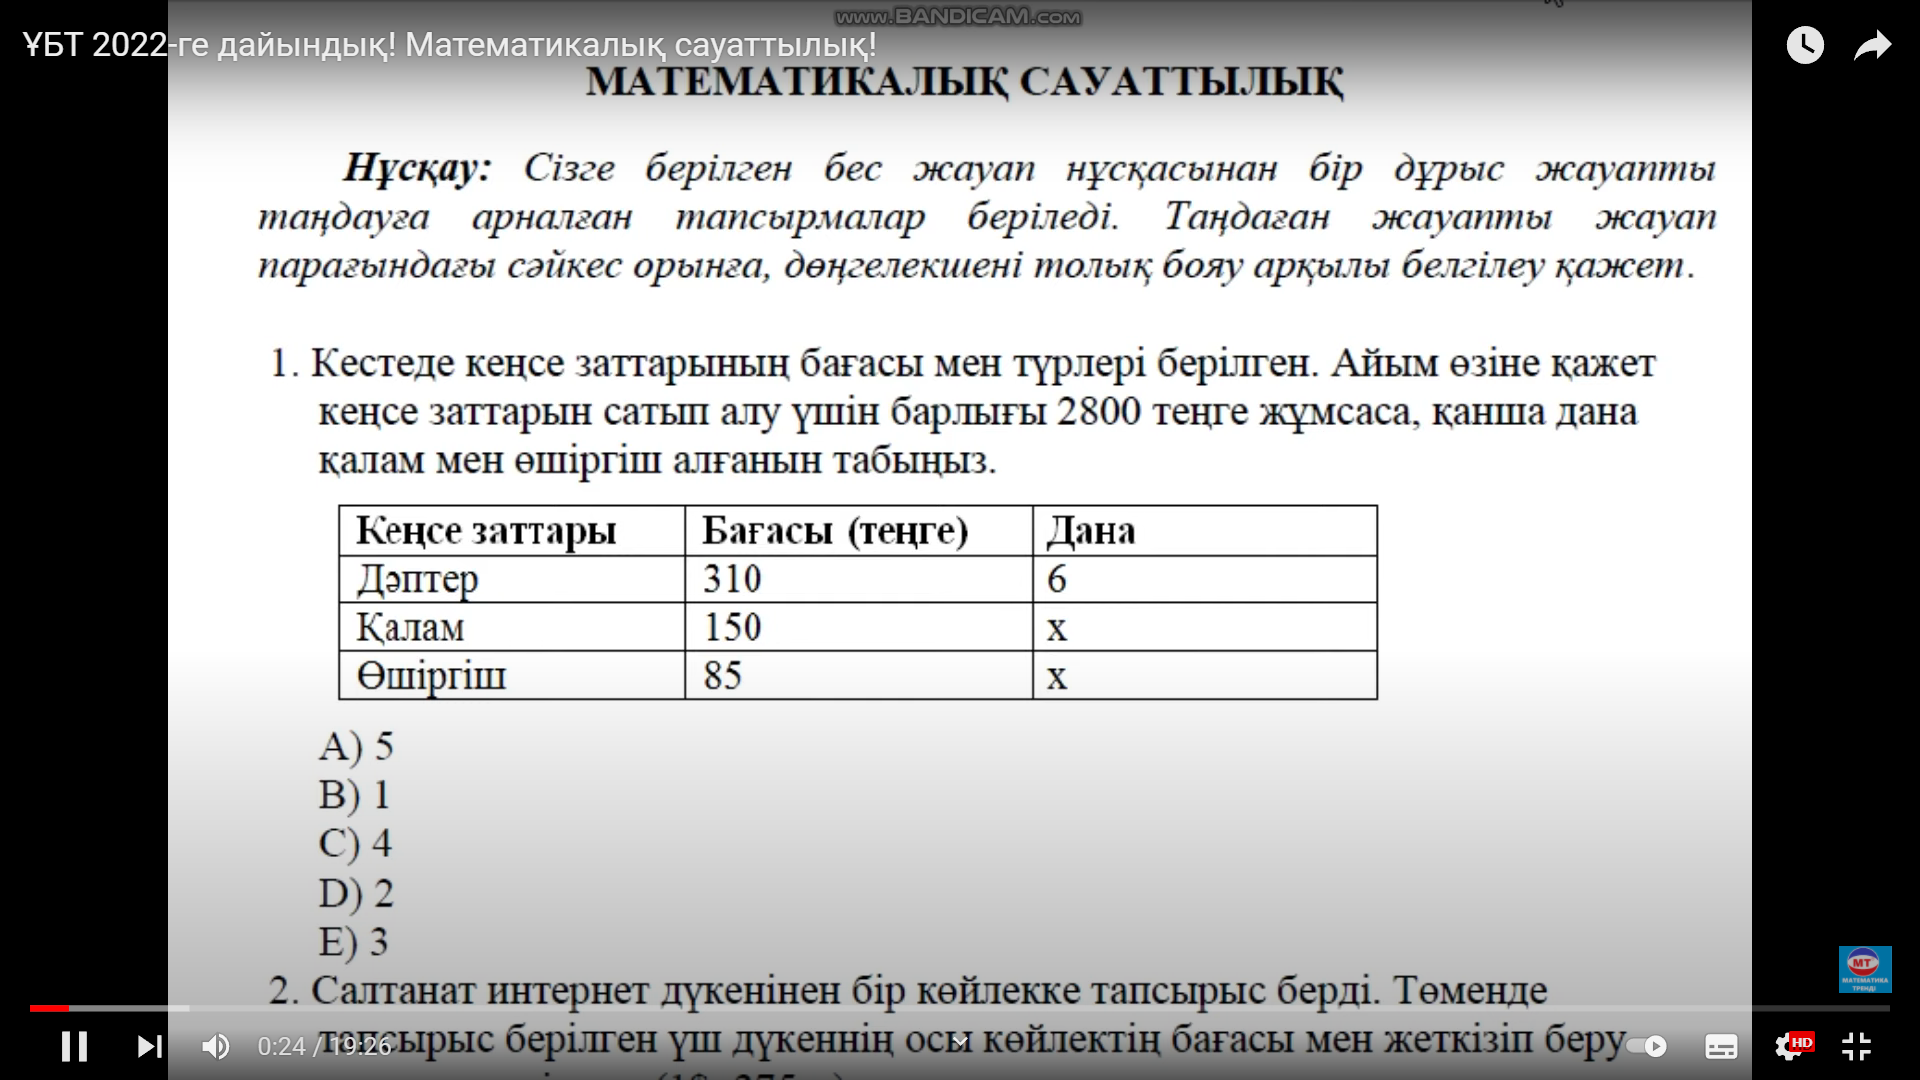 www.BANDICAM.com
ҰБТ 2022-ге дайындық! Математикалық сауаттылық!
МАТЕМАТИКАЛЫҚ САУАТТЫЛЫҚ
Нұсқау: Сізге берілген бес жауап нұсқасынан бір дұрыс жауапты
таңдауға арналған тапсырмалар беріледі. Таңдаған жауапты жауап
парағындағы сәйкес орынға, дөңгелекшені толық бояу арқылы белгілеу қажет.
1. Кестеде кеңсе заттарының бағасы мен түрлері берілген. Айым өзіне қажет
кеңсе заттарын сатып алу үшін барлығы 2800 теңге жұмсаса, қанша дана
қалам мен өшіргіш алғанын табыңыз.
Кеңсе заттары Бағасы (теңге) Дана
Дәптер 310 6
Қалам 150 х
Өшіргіш 85 х
A) 5
B) 1
C) 4
D) 2
E) 3
2. Салтанат интернет дүкенінен бір көйлекке тапсырыс берді. Төменде
тапсырыс берілген үш дүкеннің осы көйлектің бағасы мен жеткізіп беру
MT
МАТЕМАТИКА
ТРЕНДІ
0:24 / 19:26
HD